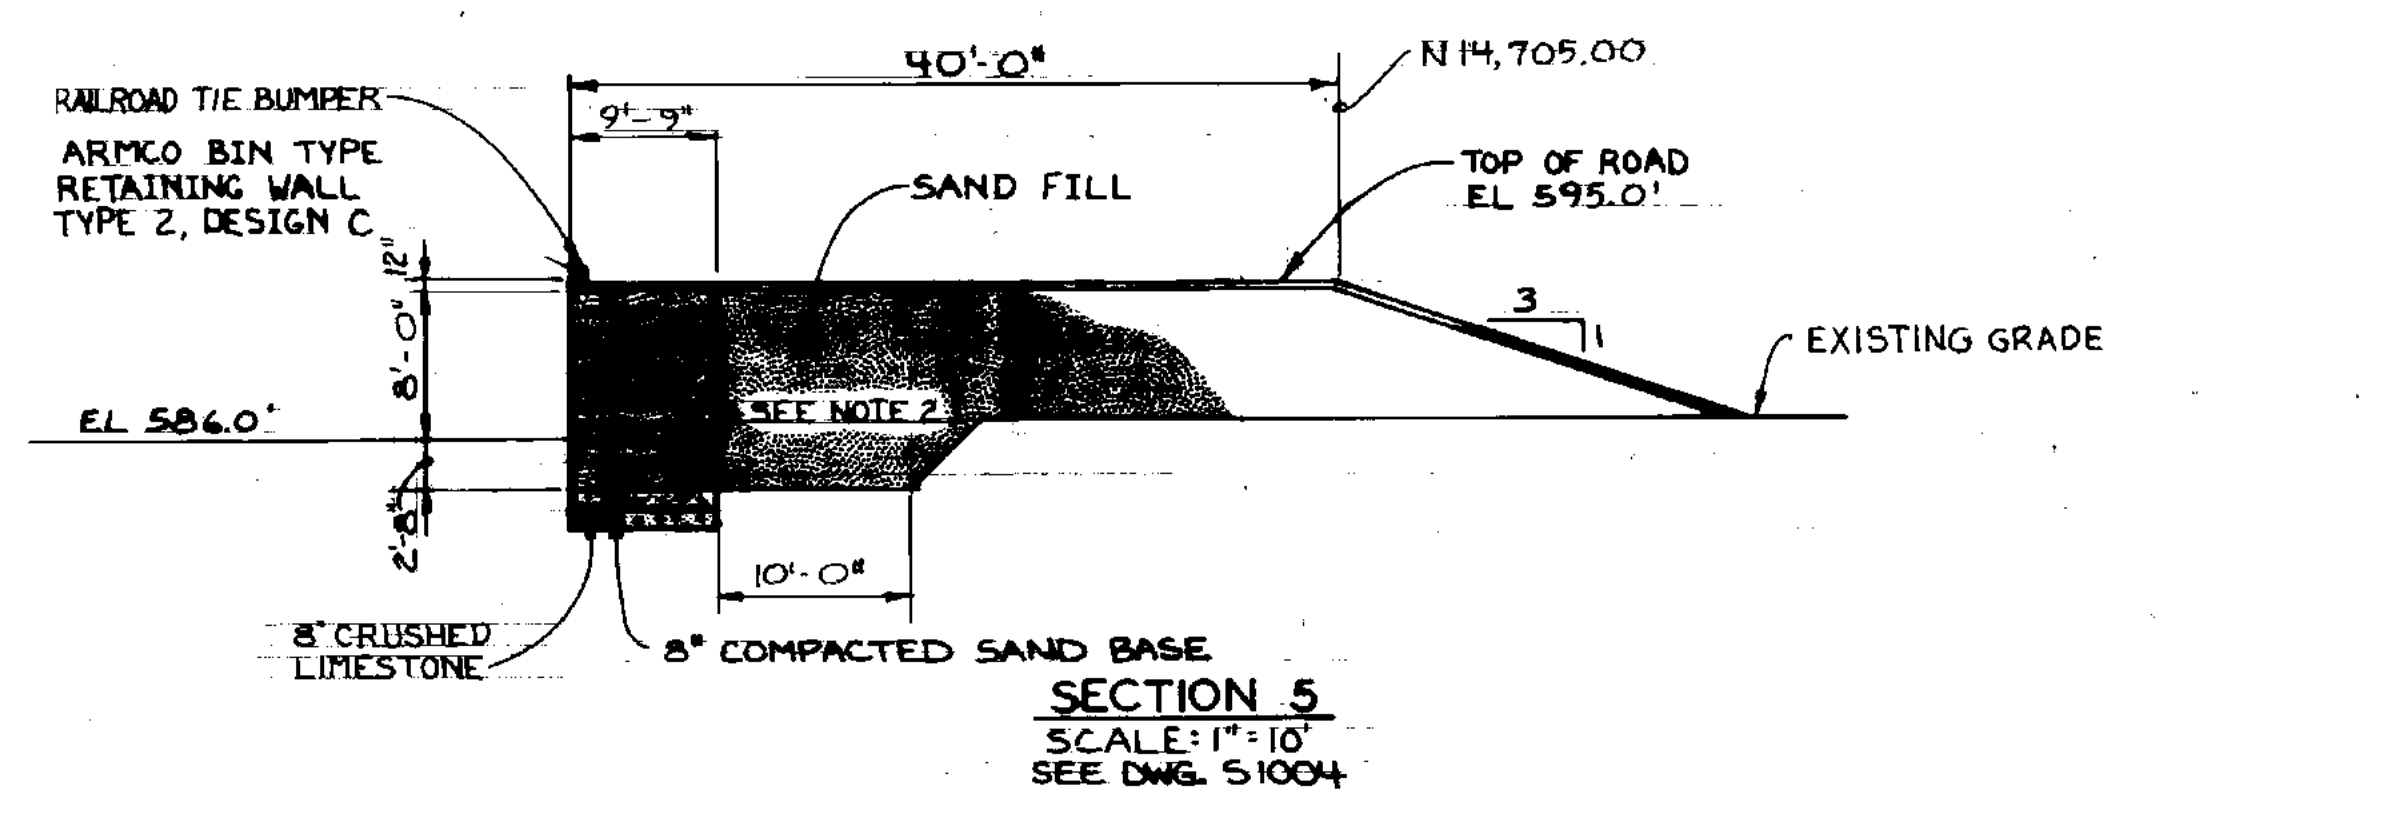 40'-0"
N 14,705.00
RAILROAD TIE BUMPER
9'-9"
ARMCO BIN TYPE
RETAINING WALL
TYPE 2, DESIGN C
SAND FILL
TOP OF ROAD
EL 595.0'
12"
8'-0"
3
1
EXISTING GRADE
SEE NOTE 2
EL 586.0'
2'-8"
10'-0"
8" CRUSHED
LIMESTONE
8" COMPACTED SAND BASE
SECTION 5
SCALE: 1" = 10'
SEE DWG. S1004